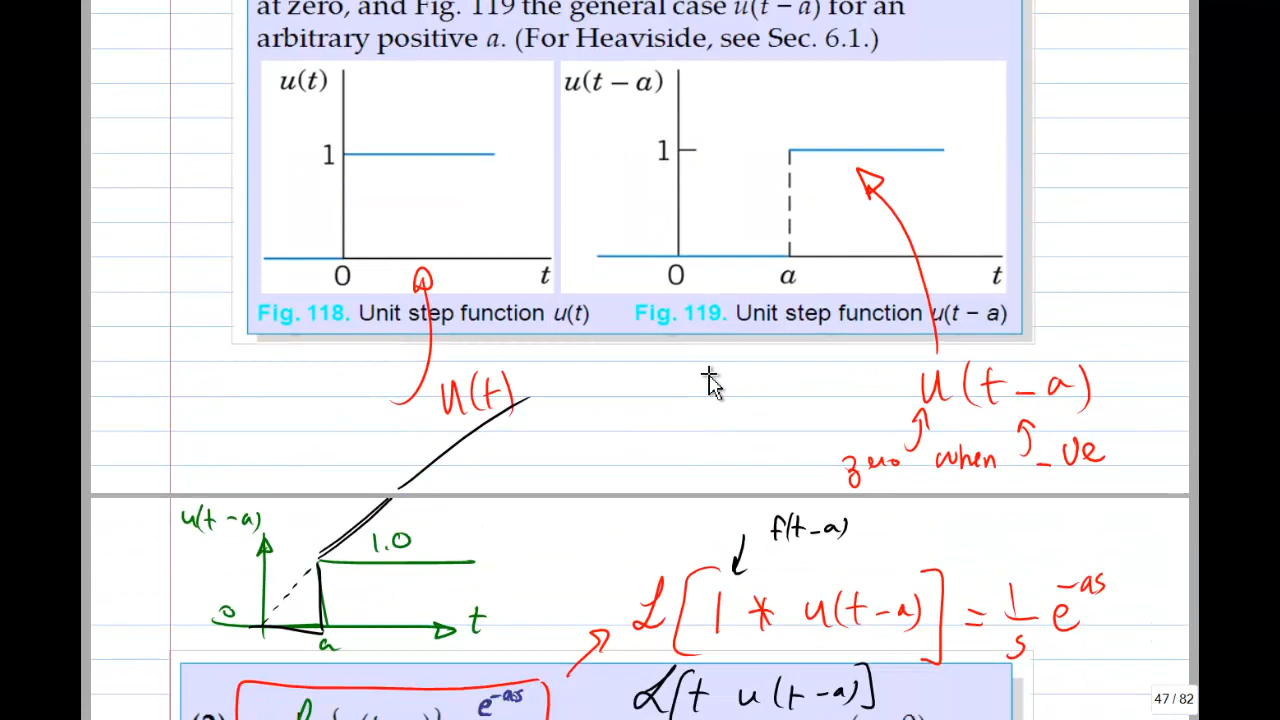 at zero, and Fig. 119 the general case u(t − a) for an
arbitrary positive a. (For Heaviside, see Sec. 6.1.)
u(t)
1
0
t
u(t − a)
1
0
a
t
Fig. 118. Unit step function u(t)
Fig. 119. Unit step function u(t − a)
u(t)
u(t − a)
zero when −ve
u(t − a)
1.0
0
t
a
f(t − a)
ℒ[1 * u(t − a)] = 1/s e^−as
ℒ[t u(t − a)]
e^−as
47 / 82